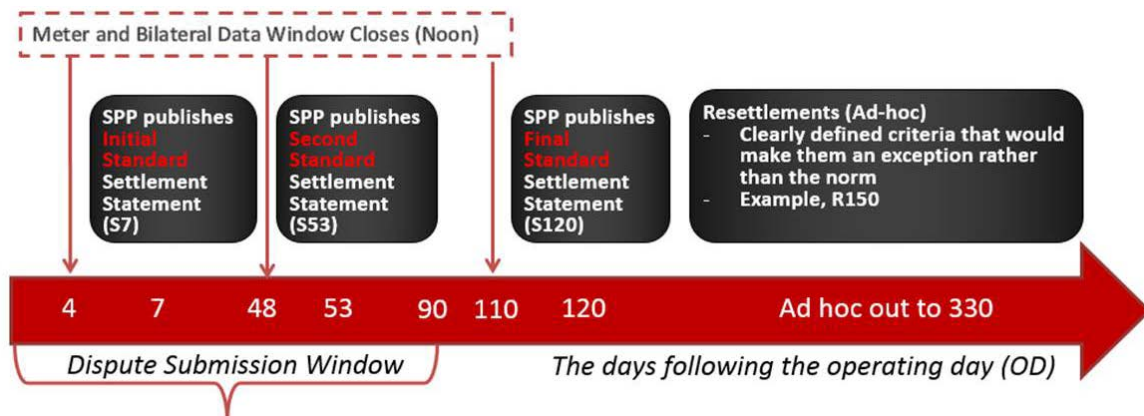 Meter and Bilateral Data Window Closes (Noon)
SPP publishes
Initial
Standard
Settlement
Statement
(S7)
SPP publishes
Second
Standard
Settlement
Statement
(S53)
SPP publishes
Final
Standard
Settlement
Statement
(S120)
Resettlements (Ad-hoc)
- Clearly defined criteria that would
make them an exception rather
than the norm
- Example, R150
4 7 48 53 90 110 120 Ad hoc out to 330
Dispute Submission Window
The days following the operating day (OD)